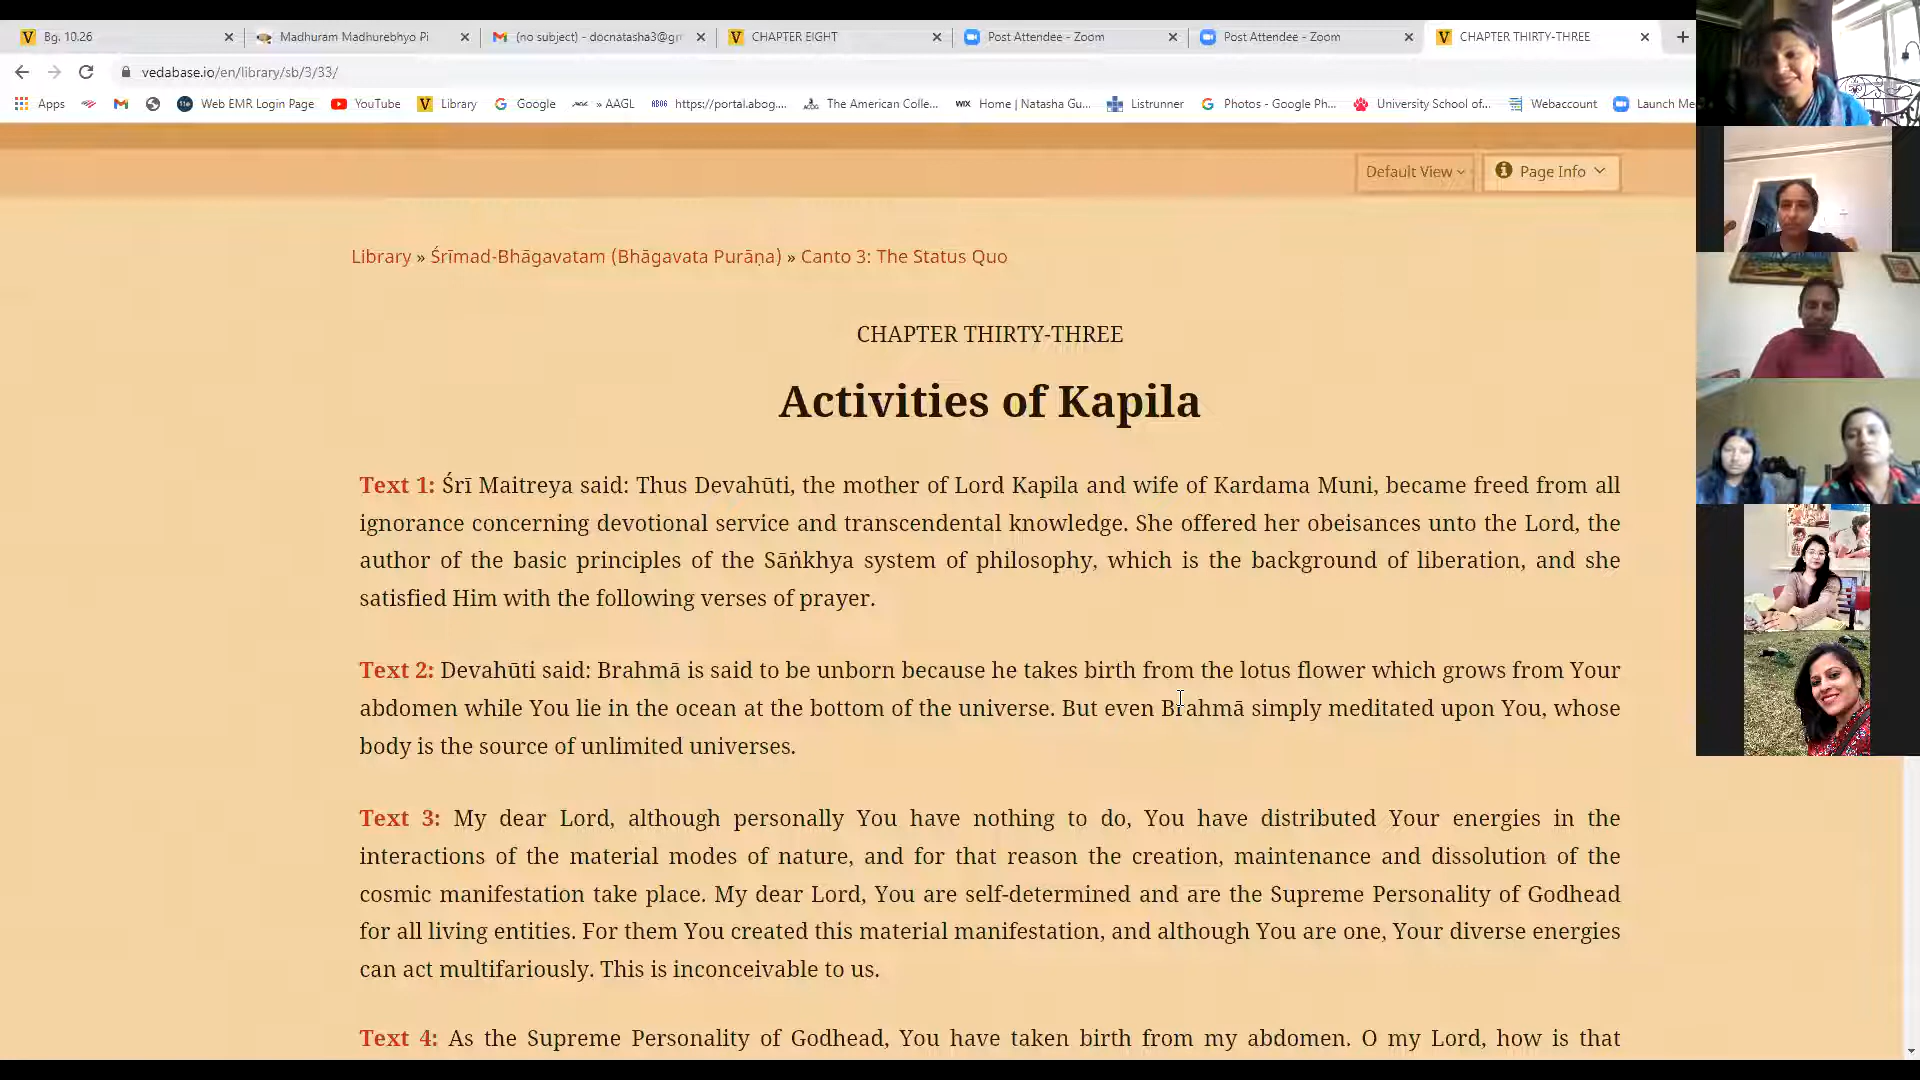 Bg. 10.26
Madhuram Madhurebhyo Pi
(no subject) - docnatasha3@gr
CHAPTER EIGHT
Post Attendee - Zoom
Post Attendee - Zoom
CHAPTER THIRTY-THREE
vedabase.io/en/library/sb/3/33/
Apps
Web EMR Login Page
YouTube
Library
Google
» AAGL
https://portal.abog....
The American Colle...
Home | Natasha Gu...
Listrunner
Photos - Google Ph...
University School of...
Webaccount
Launch Me
Default View
Page Info
Library » Śrīmad-Bhāgavatam (Bhāgavata Purāṇa) » Canto 3: The Status Quo
CHAPTER THIRTY-THREE
Activities of Kapila
Text 1: Śrī Maitreya said: Thus Devahūti, the mother of Lord Kapila and wife of Kardama Muni, became freed from all
ignorance concerning devotional service and transcendental knowledge. She offered her obeisances unto the Lord, the
author of the basic principles of the Sāṅkhya system of philosophy, which is the background of liberation, and she
satisfied Him with the following verses of prayer.
Text 2: Devahūti said: Brahmā is said to be unborn because he takes birth from the lotus flower which grows from Your
abdomen while You lie in the ocean at the bottom of the universe. But even Brahmā simply meditated upon You, whose
body is the source of unlimited universes.
Text 3: My dear Lord, although personally You have nothing to do, You have distributed Your energies in the
interactions of the material modes of nature, and for that reason the creation, maintenance and dissolution of the
cosmic manifestation take place. My dear Lord, You are self-determined and are the Supreme Personality of Godhead
for all living entities. For them You created this material manifestation, and although You are one, Your diverse energies
can act multifariously. This is inconceivable to us.
Text 4: As the Supreme Personality of Godhead, You have taken birth from my abdomen. O my Lord, how is that